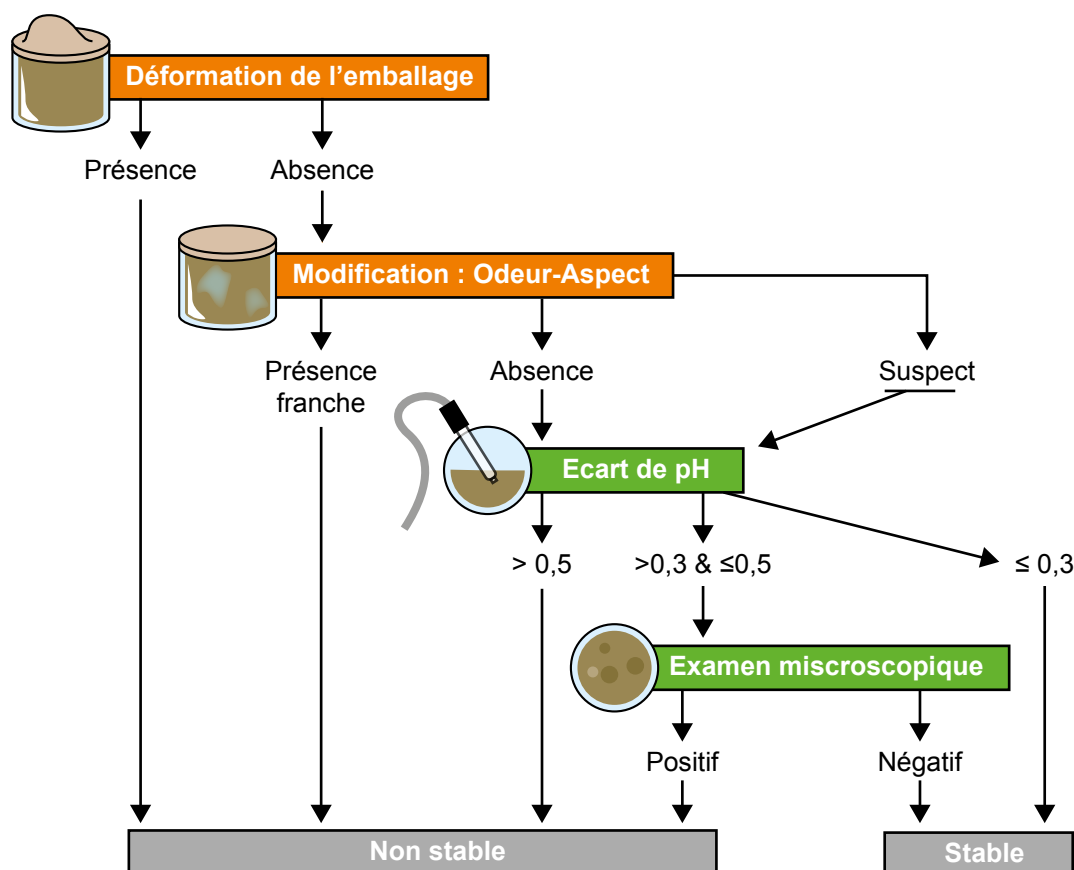 Déformation de l’emballage
Présence
Absence
Modification : Odeur-Aspect
Présence
franche
Absence
Suspect
Ecart de pH
> 0,5
>0,3 & ≤0,5
≤ 0,3
Examen miscroscopique
Positif
Négatif
Non stable
Stable